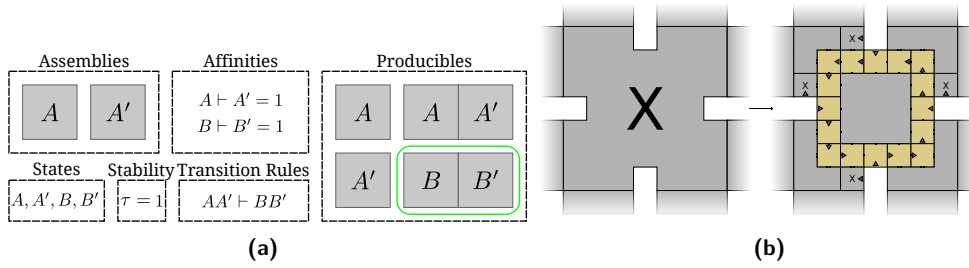 Assemblies
A A'
Affinities
A ⊢ A' = 1
B ⊢ B' = 1
Producibles
A A A'
A' B B'
States
A, A', B, B'
Stability
τ = 1
Transition Rules
AA' ⊢ BB'
(a)
X
x
x x
x
(b)